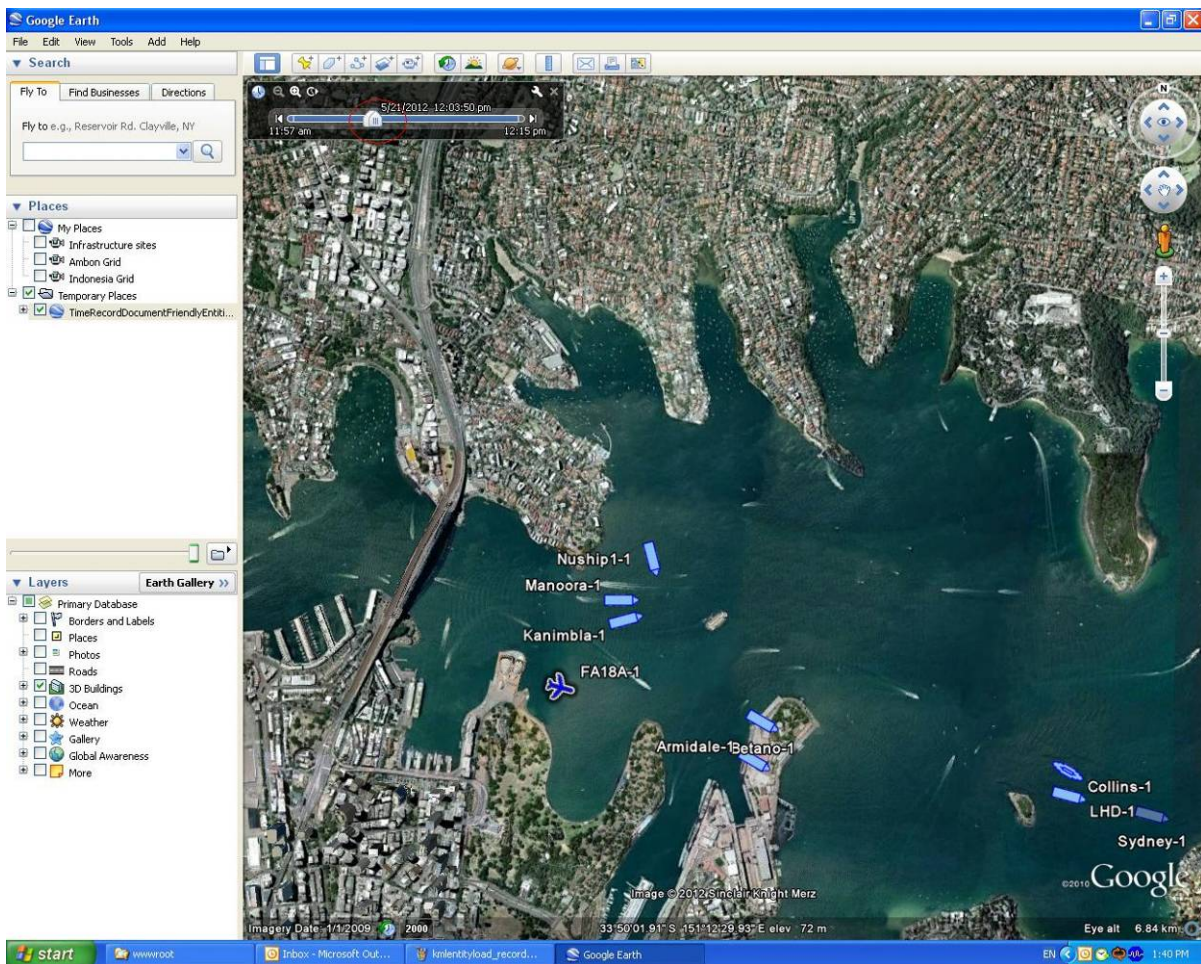 Google Earth
File Edit View Tools Add Help
Search
Fly To Find Businesses Directions
Fly to e.g., Reservoir Rd. Clayville, NY
Places
My Places
Infrastructure sites
Ambon Grid
Indonesia Grid
Temporary Places
TimeRecordDocumentFriendlyEntiti...
Layers
Earth Gallery >>
Primary Database
Borders and Labels
Places
Photos
Roads
3D Buildings
Ocean
Weather
Gallery
Global Awareness
More
5/21/2012 12:03:50 pm
11:57 am 12:15 pm
N
Nuship1-1
Manoora-1
Kanimbla-1
FA18A-1
Armidale-1 Betano-1
Collins-1
LHD-1
Sydney-1
Image © 2012 Sinclair Knight Merz
©2010 Google
Imagery Date 1/1/2009 2000 33°50'01.91" S 151°12'29.93" E elev 72 m Eye alt 6.84 km
start wwwroot Inbox - Microsoft Out... kmlentityload_record... Google Earth EN 1:40 PM